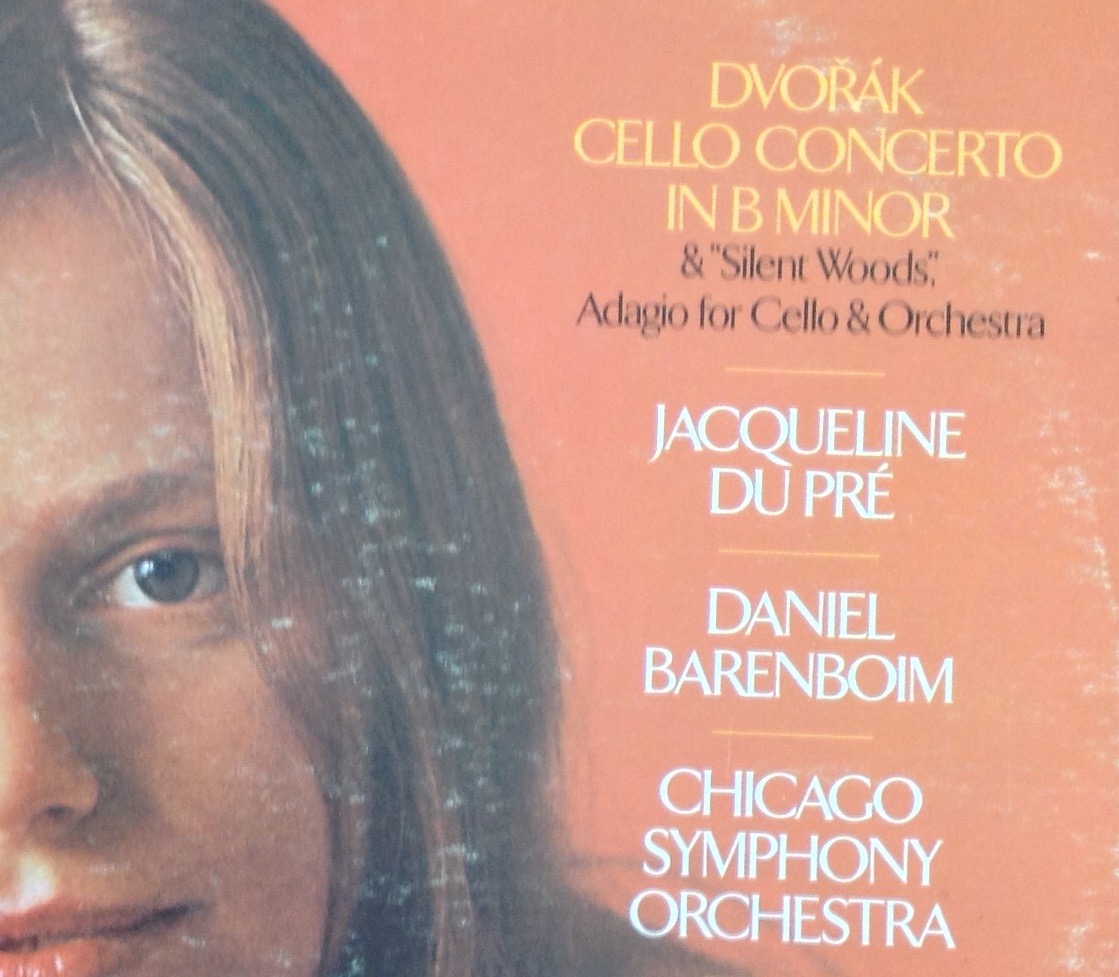 DVOŘÁK
CELLO CONCERTO
IN B MINOR
& "Silent Woods,"
Adagio for Cello & Orchestra
JACQUELINE
DU PRÉ
DANIEL
BARENBOIM
CHICAGO
SYMPHONY
ORCHESTRA